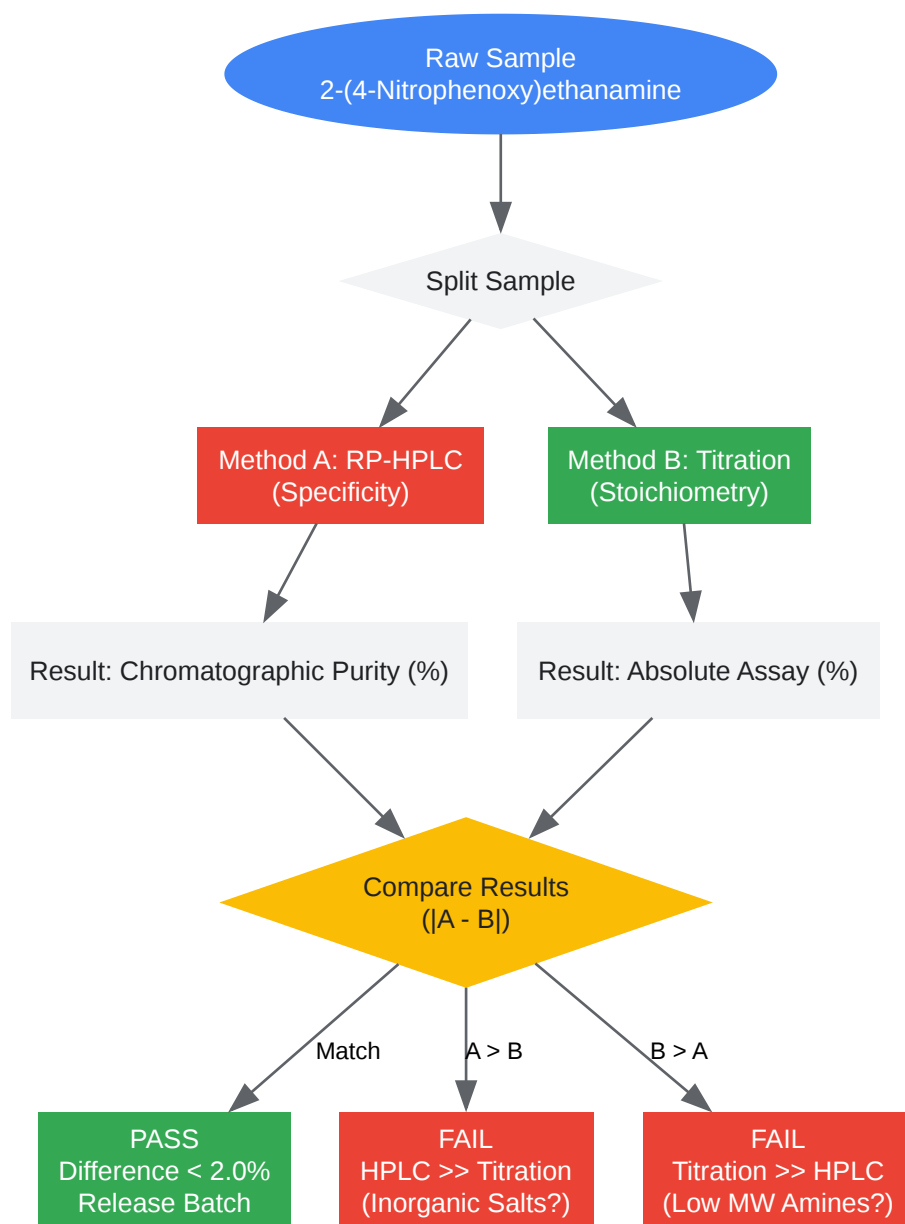 Raw Sample
2-(4-Nitrophenoxy)ethanamine
Split Sample
Method A: RP-HPLC
(Specificity)
Method B: Titration
(Stoichiometry)
Result: Chromatographic Purity (%)
Result: Absolute Assay (%)
Compare Results
(|A - B|)
Match
A > B
B > A
PASS
Difference < 2.0%
Release Batch
FAIL
HPLC >> Titration
(Inorganic Salts?)
FAIL
Titration >> HPLC
(Low MW Amines?)